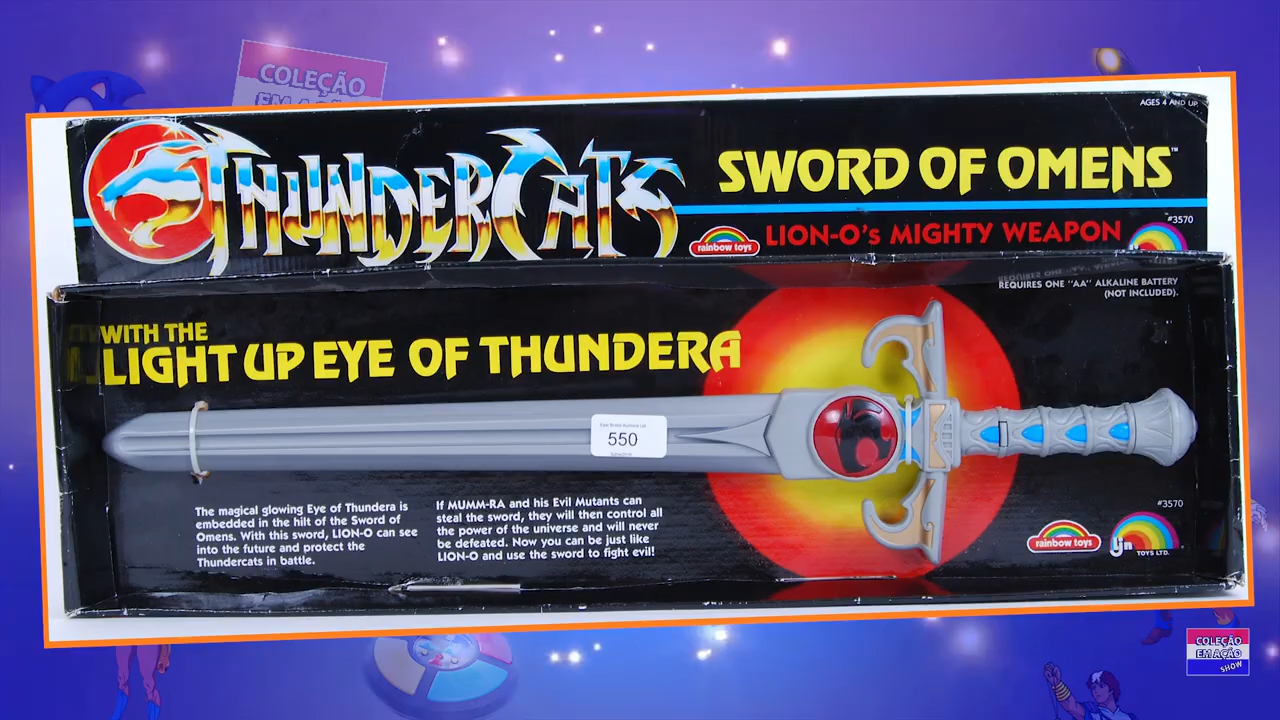 COLEÇÃO
EM AÇÃO
AGES 4 AND UP
THUNDERCATS
SWORD OF OMENS™
#3570
rainbow toys
LION-O's MIGHTY WEAPON
REQUIRES ONE "AA" ALKALINE BATTERY
(NOT INCLUDED).
WITH THE
LIGHT UP EYE OF THUNDERA
550
The magical glowing Eye of Thundera is
embedded in the hilt of the Sword of
Omens. With this sword, LION-O can see
into the future and protect the
Thundercats in battle.
If MUMM-RA and his Evil Mutants can
steal the sword, they will then control all
the power of the universe and will never
be defeated. Now you can be just like
LION-O and use the sword to fight evil!
#3570
rainbow toys
ljn
TOYS LTD.
COLEÇÃO
EM AÇÃO
SHOW